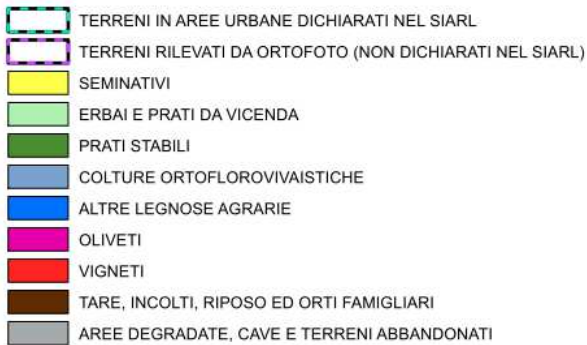 TERRENI IN AREE URBANE DICHIARATI NEL SIARL
TERRENI RILEVATI DA ORTOFOTO (NON DICHIARATI NEL SIARL)
SEMINATIVI
ERBAI E PRATI DA VICENDA
PRATI STABILI
COLTURE ORTOFLOROVIVAISTICHE
ALTRE LEGNOSE AGRARIE
OLIVETI
VIGNETI
TARE, INCOLTI, RIPOSO ED ORTI FAMIGLIARI
AREE DEGRADATE, CAVE E TERRENI ABBANDONATI